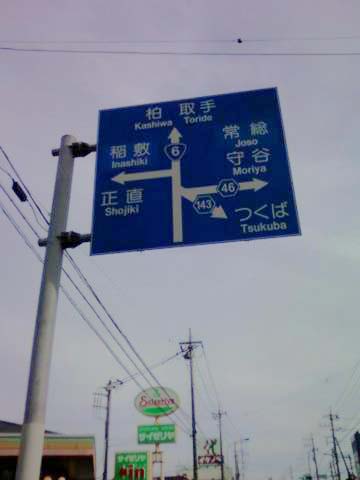 柏 取手
Kashiwa Toride
稲敷
Inashiki
6
常総
Joso
守谷
Moriya
46
正直
Shojiki
143
つくば
Tsukuba
サイゼリヤ